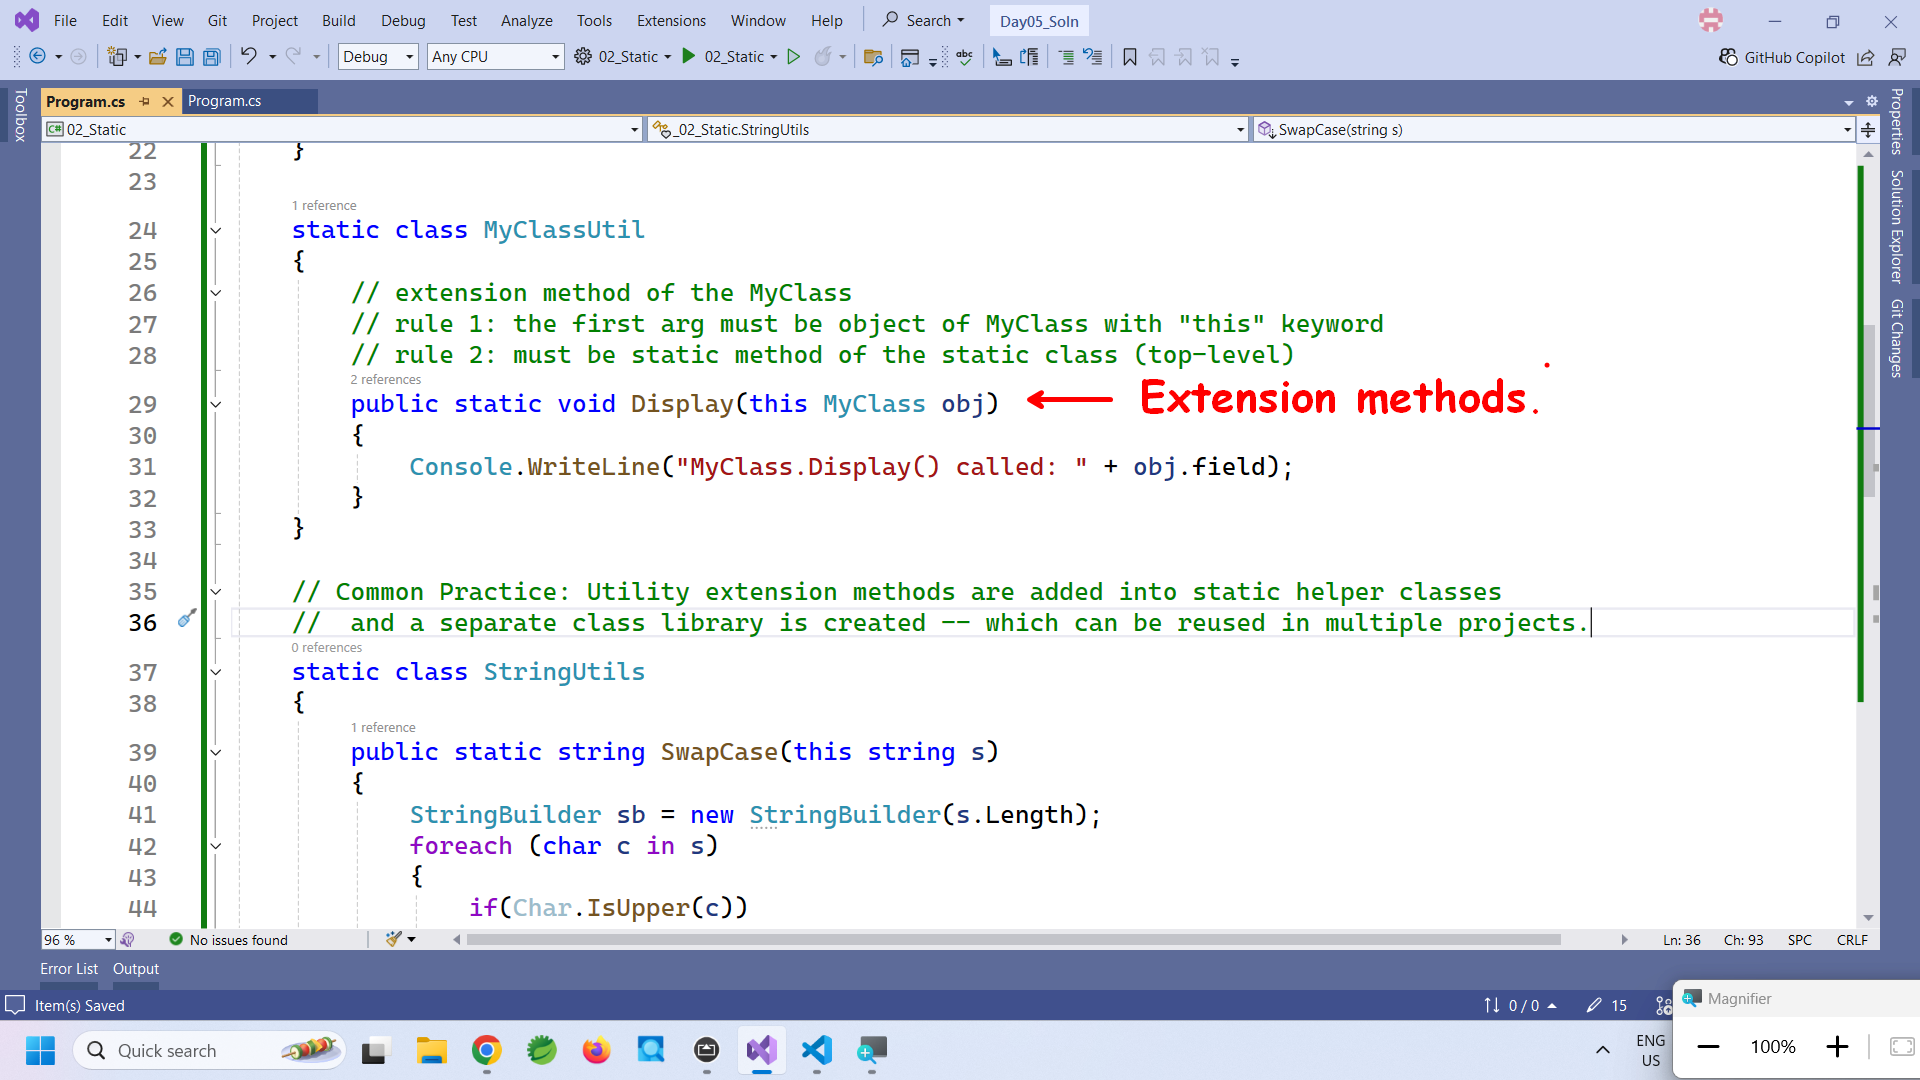 File Edit View Git Project Build Debug Test Analyze Tools Extensions Window Help Search Day05_Soln
Debug Any CPU 02_Static 02_Static abc GitHub Copilot
Toolbox
Program.cs Program.cs
C# 02_Static _02_Static.StringUtils SwapCase(string s)
Properties
Solution Explorer
Git Changes
22 }
23
1 reference
24 static class MyClassUtil
25 {
26 // extension method of the MyClass
27 // rule 1: the first arg must be object of MyClass with "this" keyword
28 // rule 2: must be static method of the static class (top-level)
2 references
29 public static void Display(this MyClass obj) ← Extension methods.
30 {
31 Console.WriteLine("MyClass.Display() called: " + obj.field);
32 }
33 }
34
35 // Common Practice: Utility extension methods are added into static helper classes
36 //  and a separate class library is created -- which can be reused in multiple projects.
0 references
37 static class StringUtils
38 {
1 reference
39 public static string SwapCase(this string s)
40 {
41 StringBuilder sb = new StringBuilder(s.Length);
42 foreach (char c in s)
43 {
44 if(Char.IsUpper(c))
96 % No issues found Ln: 36 Ch: 93 SPC CRLF
Error List Output
Item(s) Saved 0 / 0 15
Magnifier
Quick search ENG
US
100%